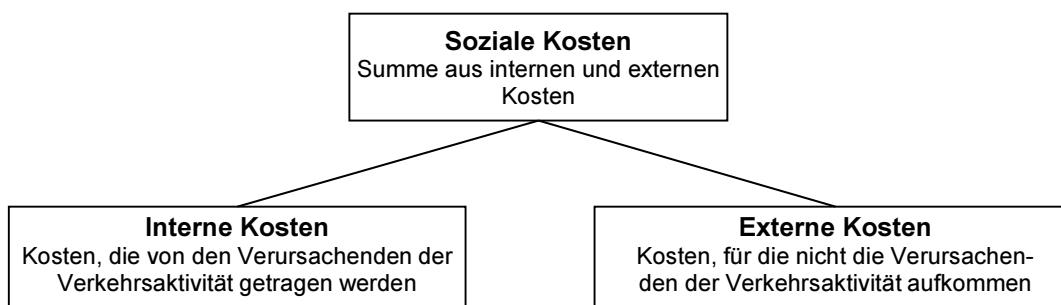 Soziale Kosten
Summe aus internen und externen
Kosten
Interne Kosten
Kosten, die von den Verursachenden der
Verkehrsaktivität getragen werden
Externe Kosten
Kosten, für die nicht die Verursachen-
den der Verkehrsaktivität aufkommen